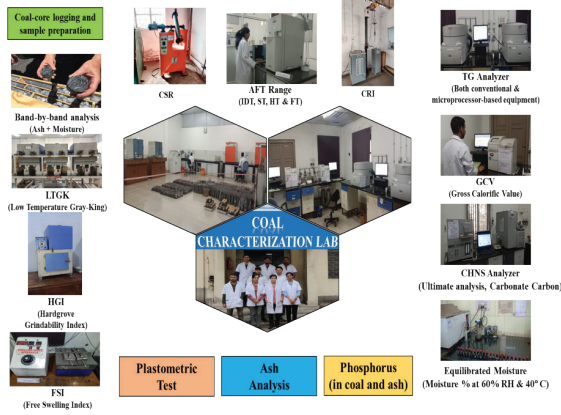 Coal-core logging and
sample preparation
Band-by-band analysis
(Ash + Moisture)
LTGK
(Low Temperature Gray-King)
HGI
(Hardgrove
Grindability Index)
FSI
(Free Swelling Index)
CSR
AFT Range
(IDT, ST, HT & FT)
CRI
COAL
CHARACTERIZATION LAB
TG Analyzer
(Both conventional &
microprocessor-based equipment)
GCV
(Gross Calorific Value)
CHNS Analyzer
(Ultimate analysis, Carbonate Carbon)
Equilibrated Moisture
(Moisture % at 60% RH & 40° C)
Plastometric
Test
Ash
Analysis
Phosphorus
(in coal and ash)